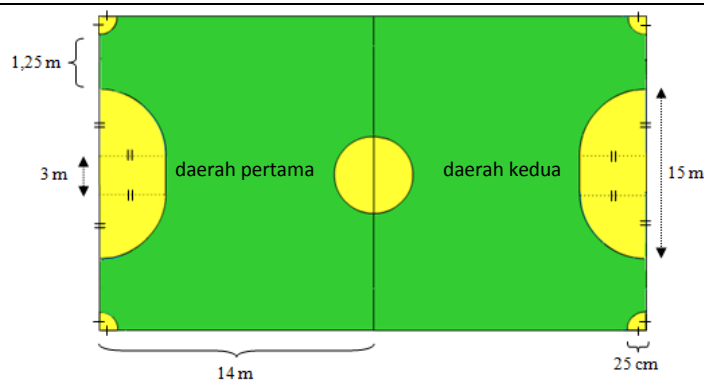 1,25 m
3 m
daerah pertama
daerah kedua
15 m
14 m
25 cm